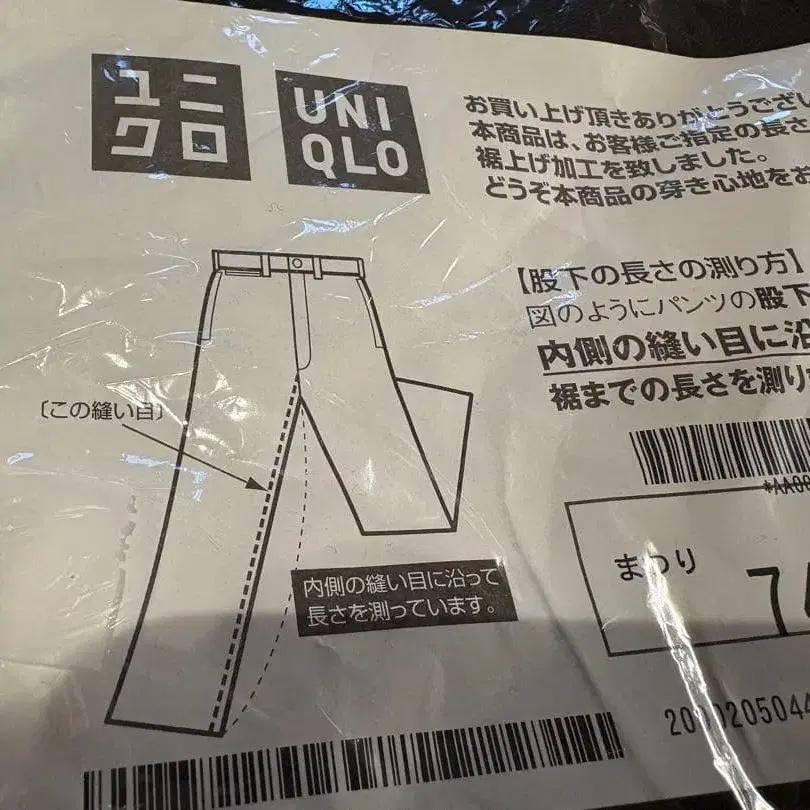 ユニ
クロ
UNI
QLO
お買い上げ頂きありがとうござい
本商品は、お客様ご指定の長さ
裾上げ加工を致しました。
どうぞ本商品の穿き心地をお
【股下の長さの測り方】
図のようにパンツの股下
内側の縫い目に沿
裾までの長さを測り
〔この縫い目〕
内側の縫い目に沿って
長さを測っています。
*AA00
まつり
74
2000205044